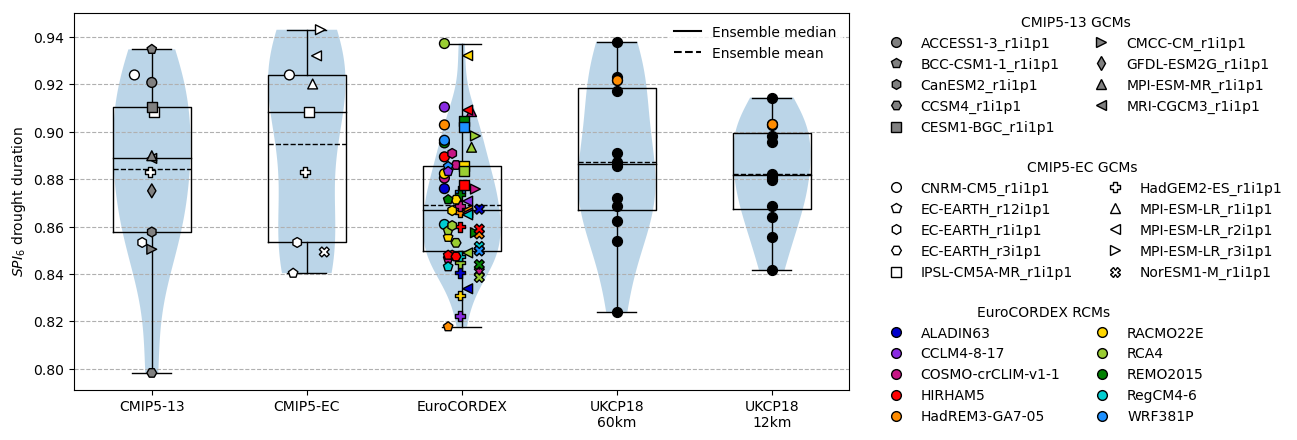 SPI6 drought duration
0.94
0.92
0.90
0.88
0.86
0.84
0.82
0.80
Ensemble median
Ensemble mean
CMIP5-13
CMIP5-EC
EuroCORDEX
UKCP18
60km
UKCP18
12km
CMIP5-13 GCMs
ACCESS1-3_r1i1p1
BCC-CSM1-1_r1i1p1
CanESM2_r1i1p1
CCSM4_r1i1p1
CESM1-BGC_r1i1p1
CMCC-CM_r1i1p1
GFDL-ESM2G_r1i1p1
MPI-ESM-MR_r1i1p1
MRI-CGCM3_r1i1p1
CMIP5-EC GCMs
CNRM-CM5_r1i1p1
EC-EARTH_r12i1p1
EC-EARTH_r1i1p1
EC-EARTH_r3i1p1
IPSL-CM5A-MR_r1i1p1
HadGEM2-ES_r1i1p1
MPI-ESM-LR_r1i1p1
MPI-ESM-LR_r2i1p1
MPI-ESM-LR_r3i1p1
NorESM1-M_r1i1p1
EuroCORDEX RCMs
ALADIN63
CCLM4-8-17
COSMO-crCLIM-v1-1
HIRHAM5
HadREM3-GA7-05
RACMO22E
RCA4
REMO2015
RegCM4-6
WRF381P